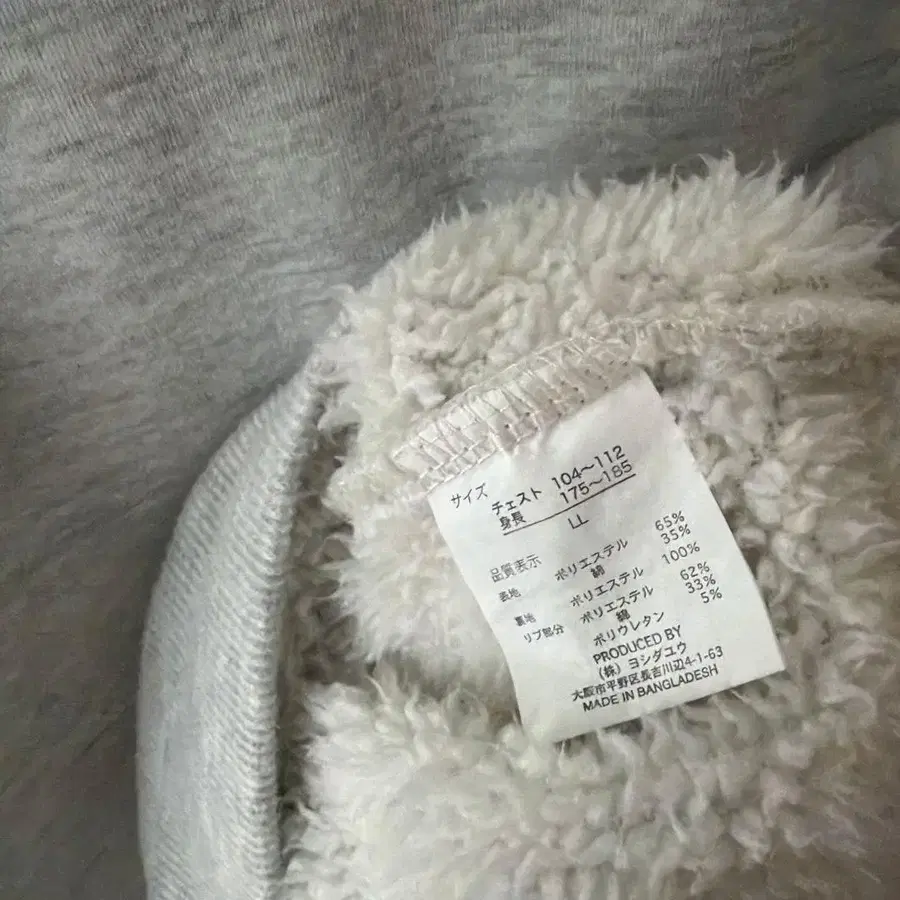 サイズ チェスト 104～112
身長 175～185
LL
品質表示
表地 ポリエステル 65%
綿 35%
裏地 ポリエステル 100%
リブ部分 ポリエステル 62%
綿 33%
ポリウレタン 5%
PRODUCED BY
(株) ヨシダユウ
大阪市平野区長吉川辺4-1-63
MADE IN BANGLADESH